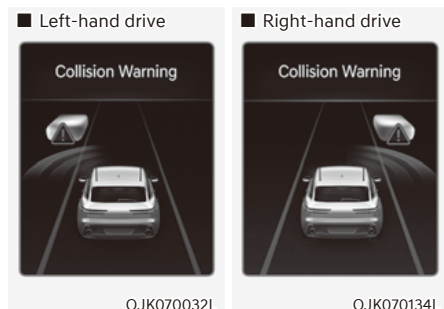 ■ Left-hand drive
Collision Warning
OJK070032L
■ Right-hand drive
Collision Warning
OJK070134L